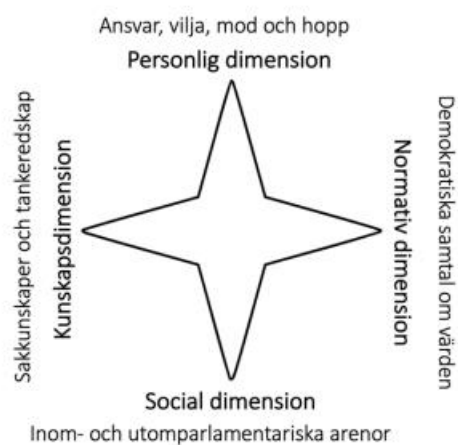 Ansvar, vilja, mod och hopp
Personlig dimension
Sakkunskaper och tankeredskap
Kunskapsdimension
Normativ dimension
Demokratiska samtal om värden
Social dimension
Inom- och utomparlamentariska arenor